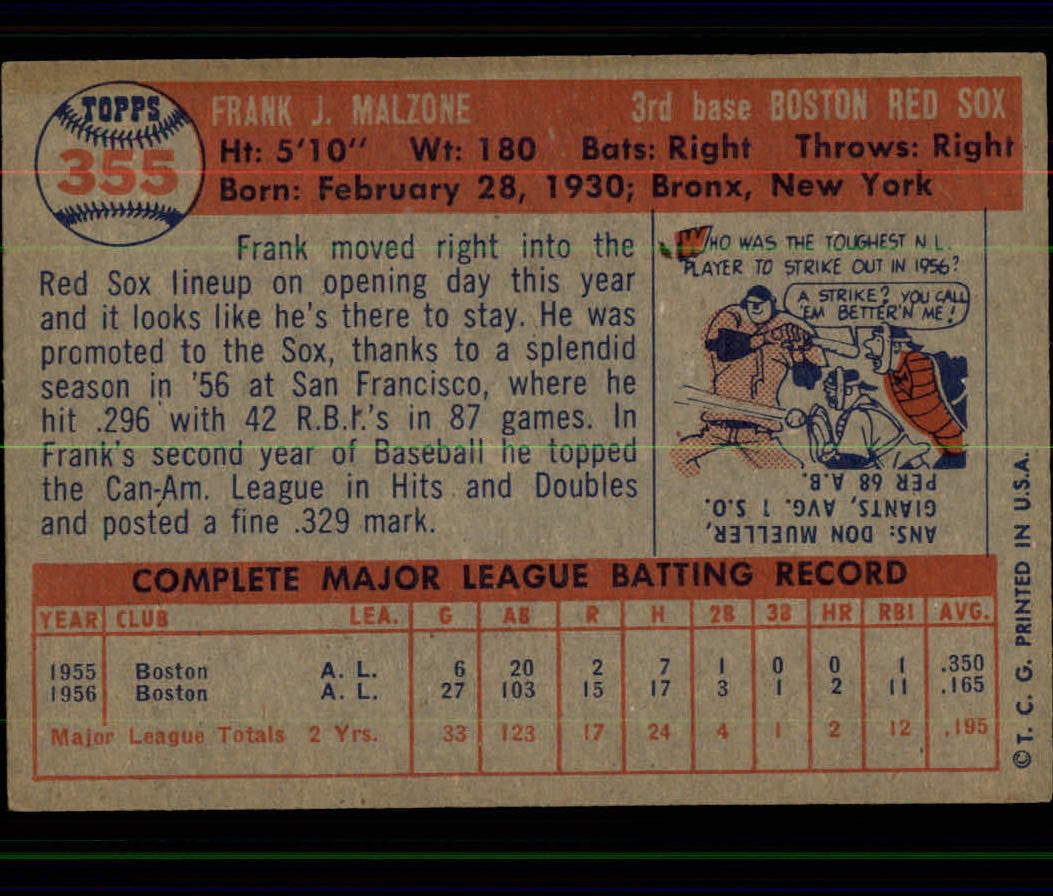 TOPPS
355
FRANK J. MALZONE 3rd base BOSTON RED SOX
Ht: 5'10" Wt: 180 Bats: Right Throws: Right
Born: February 28, 1930; Bronx, New York
Frank moved right into the
Red Sox lineup on opening day this year
and it looks like he's there to stay. He was
promoted to the Sox, thanks to a splendid
season in '56 at San Francisco, where he
hit .296 with 42 R.B.I.'s in 87 games. In
Frank's second year of Baseball he topped
the Can-Am. League in Hits and Doubles
and posted a fine .329 mark.
WHO WAS THE TOUGHEST N.L.
PLAYER TO STRIKE OUT IN 1956?
A STRIKE? YOU CALL
'EM BETTER'N ME!
ANS: DON MUELLER,
GIANTS, AVG. 1 S.O.
PER 68 A.B.
COMPLETE MAJOR LEAGUE BATTING RECORD
YEAR CLUB LEA. G AB R H 2B 3B HR RBI AVG.
1955 Boston A. L. 6 20 2 7 1 0 0 1 .350
1956 Boston A. L. 27 103 15 17 3 1 2 11 .165
Major League Totals 2 Yrs. 33 123 17 24 4 1 2 12 .195
© T. C. G. PRINTED IN U.S.A.